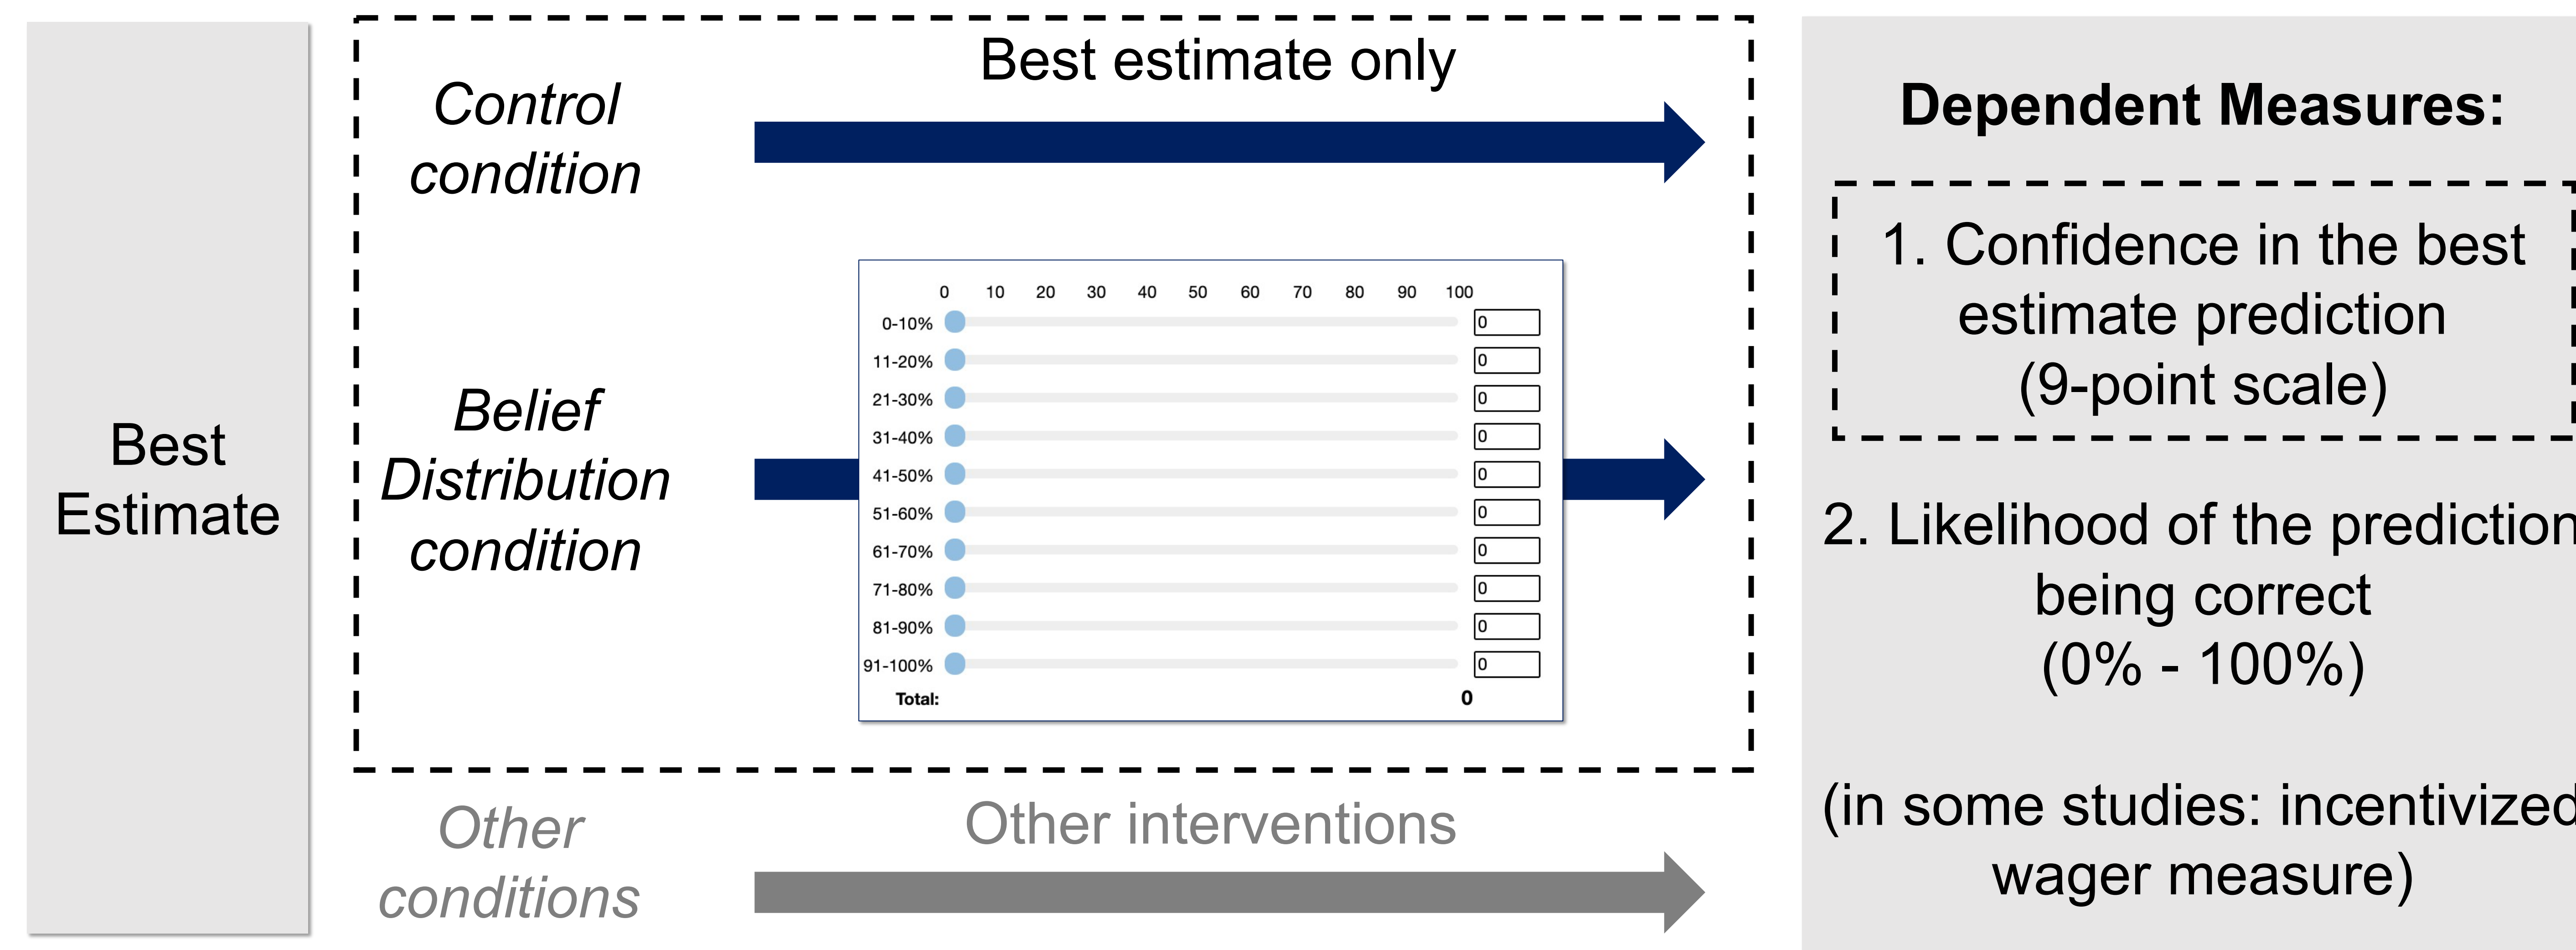 Best
Estimate
Control
condition
Best estimate only
Belief
Distribution
condition
0 10 20 30 40 50 60 70 80 90 100
0-10% 0
11-20% 0
21-30% 0
31-40% 0
41-50% 0
51-60% 0
61-70% 0
71-80% 0
81-90% 0
91-100% 0
Total: 0
Other
conditions
Other interventions
Dependent Measures:
1. Confidence in the best
estimate prediction
(9-point scale)
2. Likelihood of the prediction
being correct
(0% - 100%)
(in some studies: incentivized
wager measure)